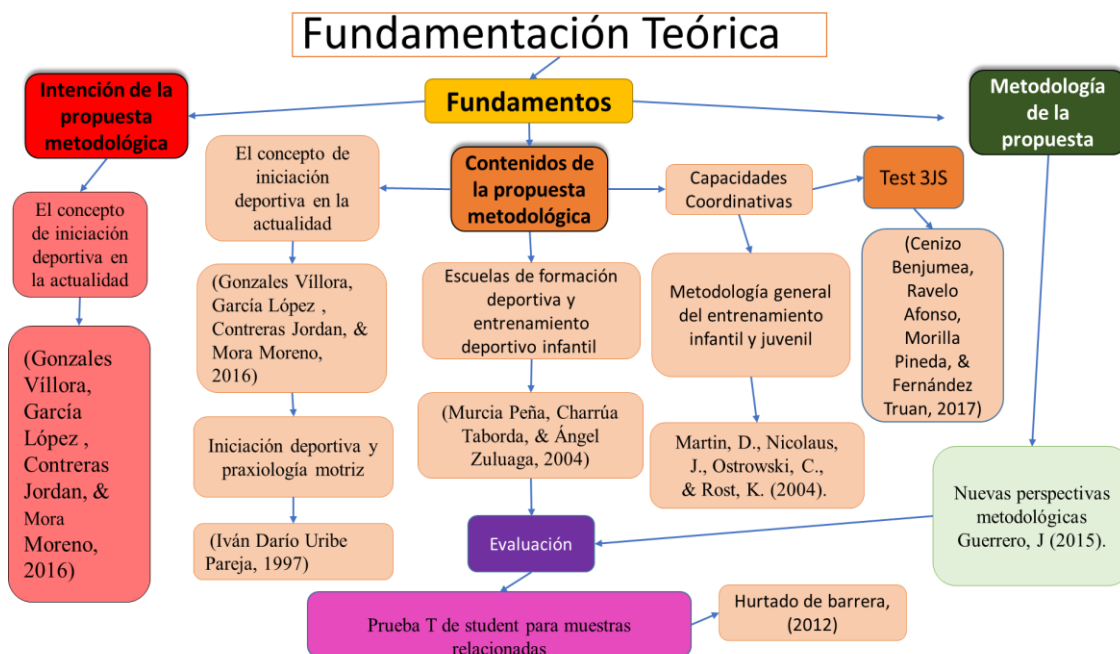 Fundamentación Teórica
Intención de la
propuesta
metodológica
Fundamentos
Metodología
de la
propuesta
El concepto
de iniciación
deportiva en
la actualidad
(Gonzales
Víllora,
García
López ,
Contreras
Jordan, &
Mora
Moreno,
2016)
El concepto de
iniciación
deportiva en la
actualidad
(Gonzales Víllora,
García López ,
Contreras Jordan, &
Mora Moreno,
2016)
Iniciación deportiva y
praxiología motriz
(Iván Darío Uribe
Pareja, 1997)
Contenidos de
la propuesta
metodológica
Escuelas de formación
deportiva y
entrenamiento
deportivo infantil
(Murcia Peña, Charrúa
Taborda, & Ángel
Zuluaga, 2004)
Capacidades
Coordinativas
Metodología general
del entrenamiento
infantil y juvenil
Martin, D., Nicolaus,
J., Ostrowski, C.,
& Rost, K. (2004).
Test 3JS
(Cenizo
Benjumea,
Ravelo
Afonso,
Morilla
Pineda, &
Fernández
Truan, 2017)
Nuevas perspectivas
metodológicas
Guerrero, J (2015).
Evaluación
Prueba T de student para muestras
relacionadas
Hurtado de barrera,
(2012)